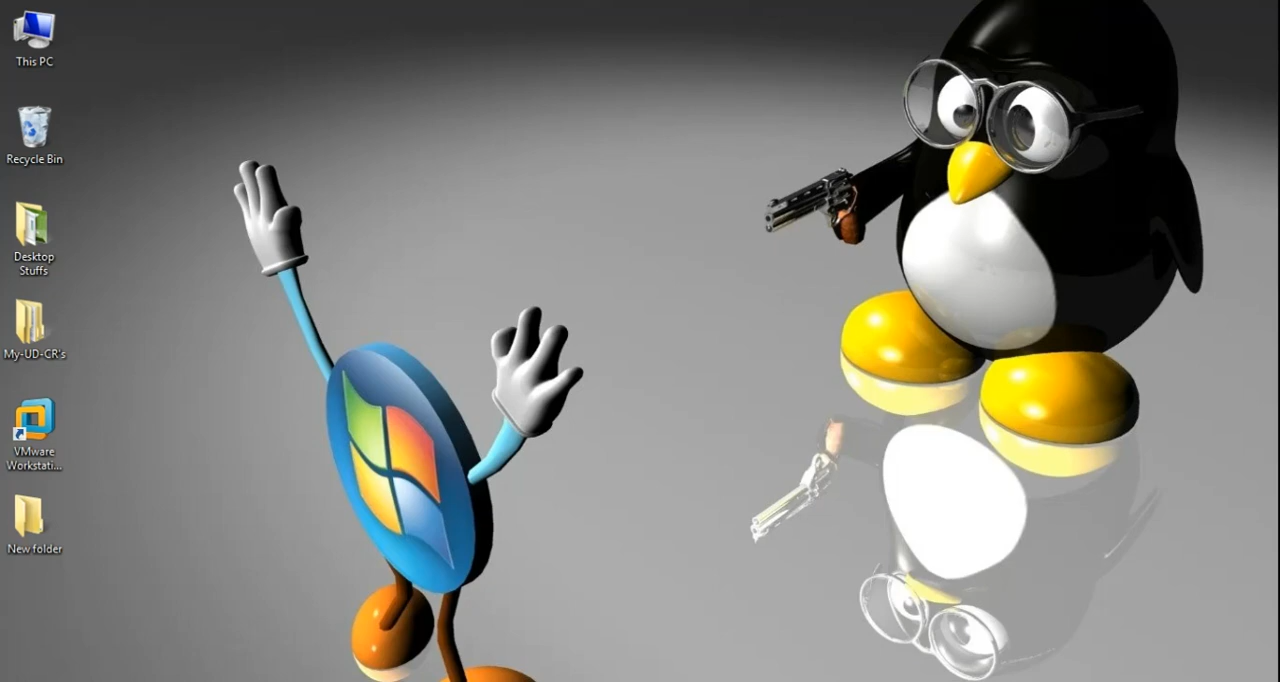 This PC
Recycle Bin
Desktop
Stuffs
My-UD-CR's
VMware
Workstati...
New folder